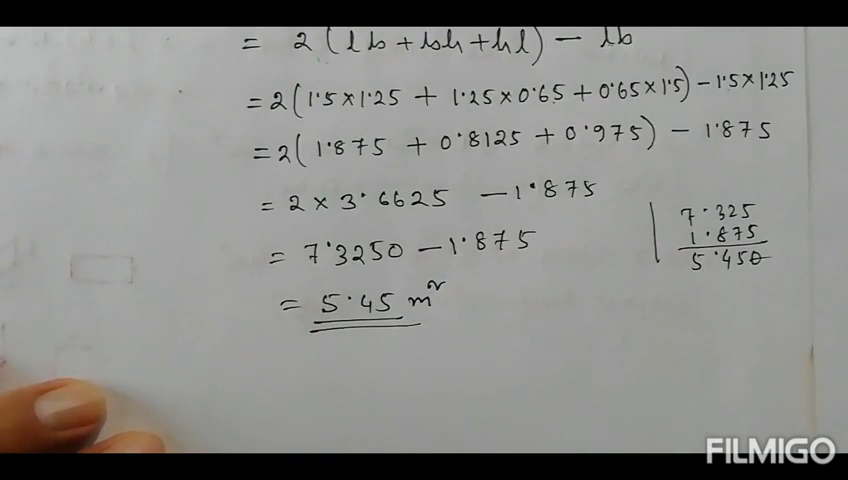 = 2 (lb + bh + hl) - lb
= 2(1.5×1.25 + 1.25×0.65 + 0.65×1.5) - 1.5×1.25
= 2(1.875 + 0.8125 + 0.975) - 1.875
= 2 × 3.6625 - 1.875
= 7.3250 - 1.875
= 5.45 m²
7.325
1.875
5.450
FILMIGO